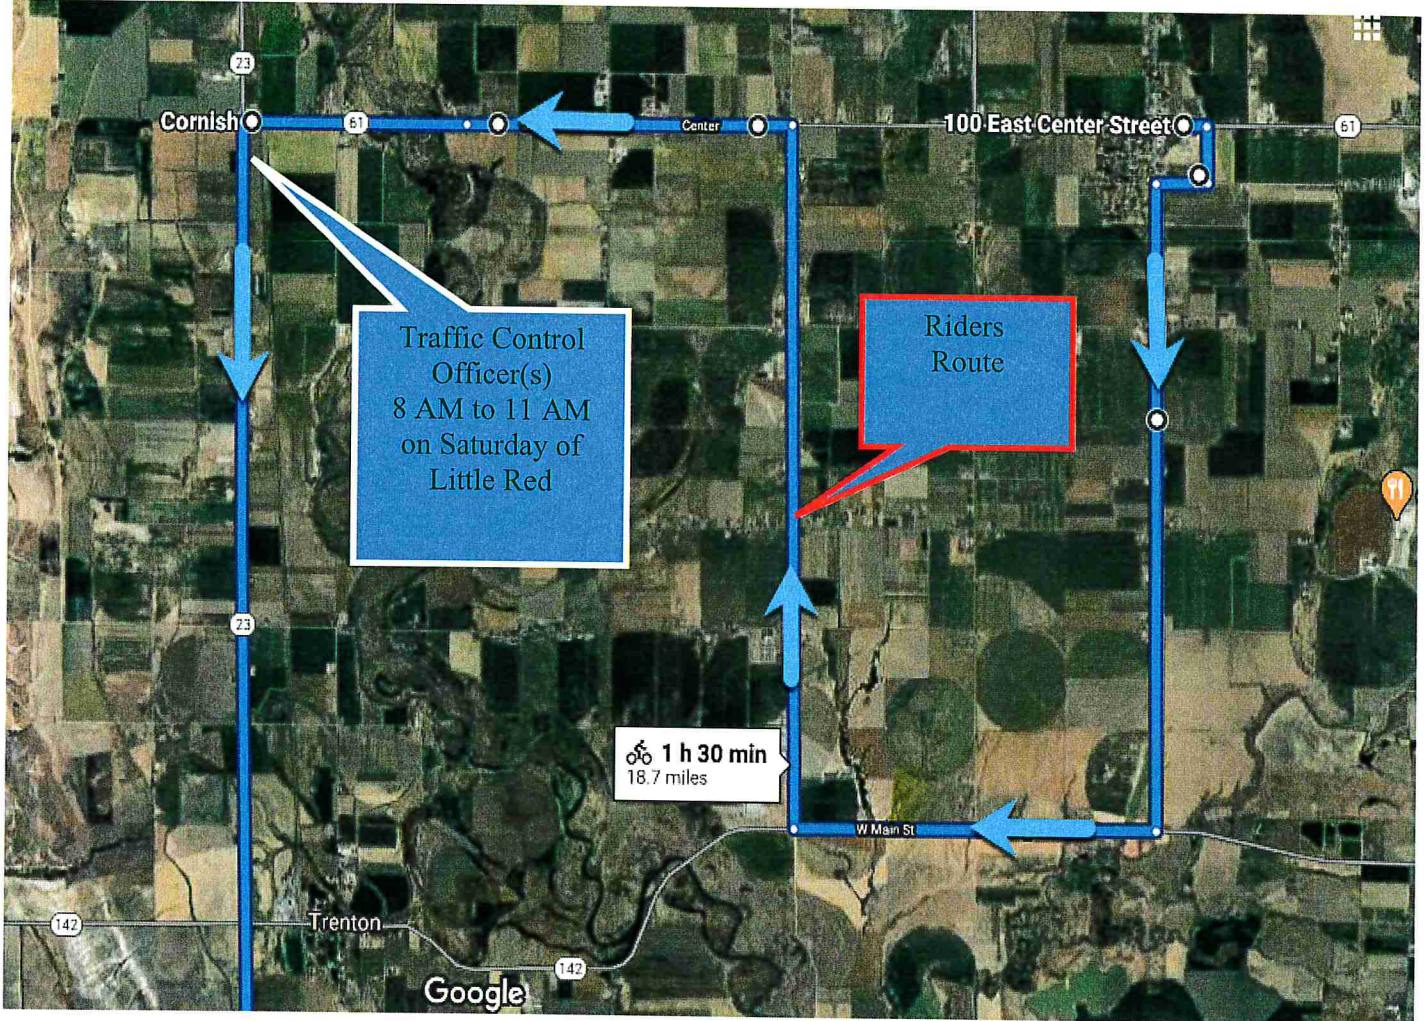 23
Cornish
61
Center
100 East Center Street
61
Traffic Control
Officer(s)
8 AM to 11 AM
on Saturday of
Little Red
Riders
Route
23
1 h 30 min
18.7 miles
W Main St
142
Trenton
142
Google